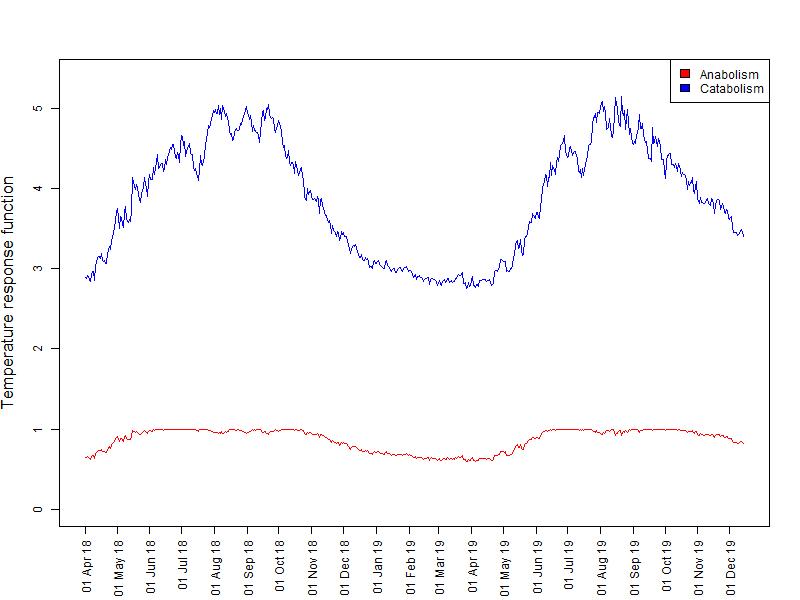 Anabolism
Catabolism
Temperature response function
5
4
3
2
1
0
01 Apr 18
01 May 18
01 Jun 18
01 Jul 18
01 Aug 18
01 Sep 18
01 Oct 18
01 Nov 18
01 Dec 18
01 Jan 19
01 Feb 19
01 Mar 19
01 Apr 19
01 May 19
01 Jun 19
01 Jul 19
01 Aug 19
01 Sep 19
01 Oct 19
01 Nov 19
01 Dec 19